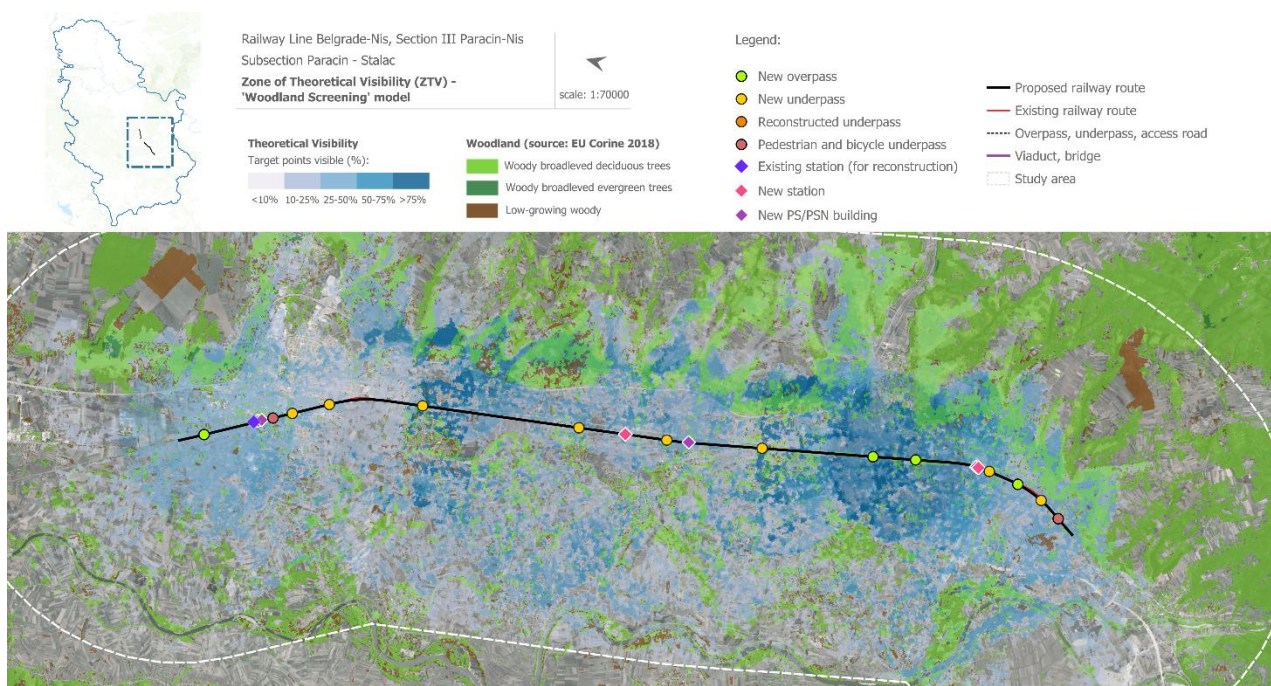 Railway Line Belgrade-Nis, Section III Paracin-Nis
Subsection Paracin - Stalac
Zone of Theoretical Visibility (ZTV) -
'Woodland Screening' model
scale: 1:70000
Theoretical Visibility
Target points visible (%):
<10% 10-25% 25-50% 50-75% >75%
Woodland (source: EU Corine 2018)
Woody broadleved deciduous trees
Woody broadleved evergreen trees
Low-growing woody
Legend:
New overpass
New underpass
Reconstructed underpass
Pedestrian and bicycle underpass
Existing station (for reconstruction)
New station
New PS/PSN building
Proposed railway route
Existing railway route
Overpass, underpass, access road
Viaduct, bridge
Study area